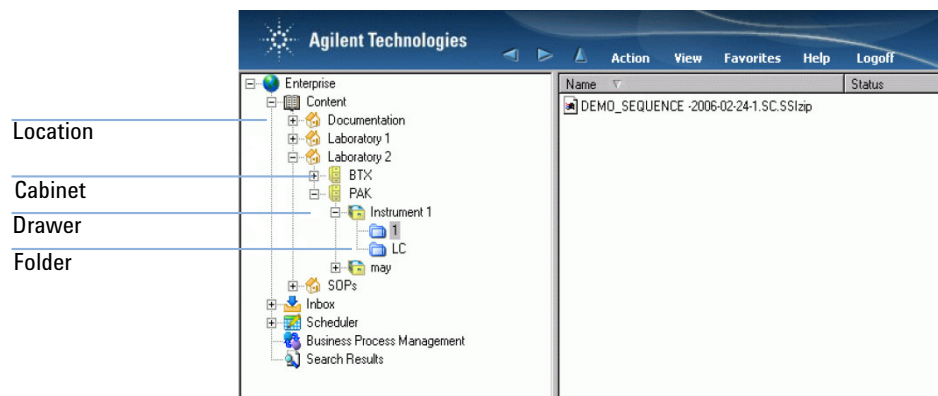 Agilent Technologies
Action View Favorites Help Logoff
Enterprise
Content
Documentation
Laboratory 1
Laboratory 2
BTX
PAK
Instrument 1
1
LC
may
SOPs
Inbox
Scheduler
Business Process Management
Search Results
Name Status
DEMO_SEQUENCE -2006-02-24-1.SC.SSIzip
Location
Cabinet
Drawer
Folder